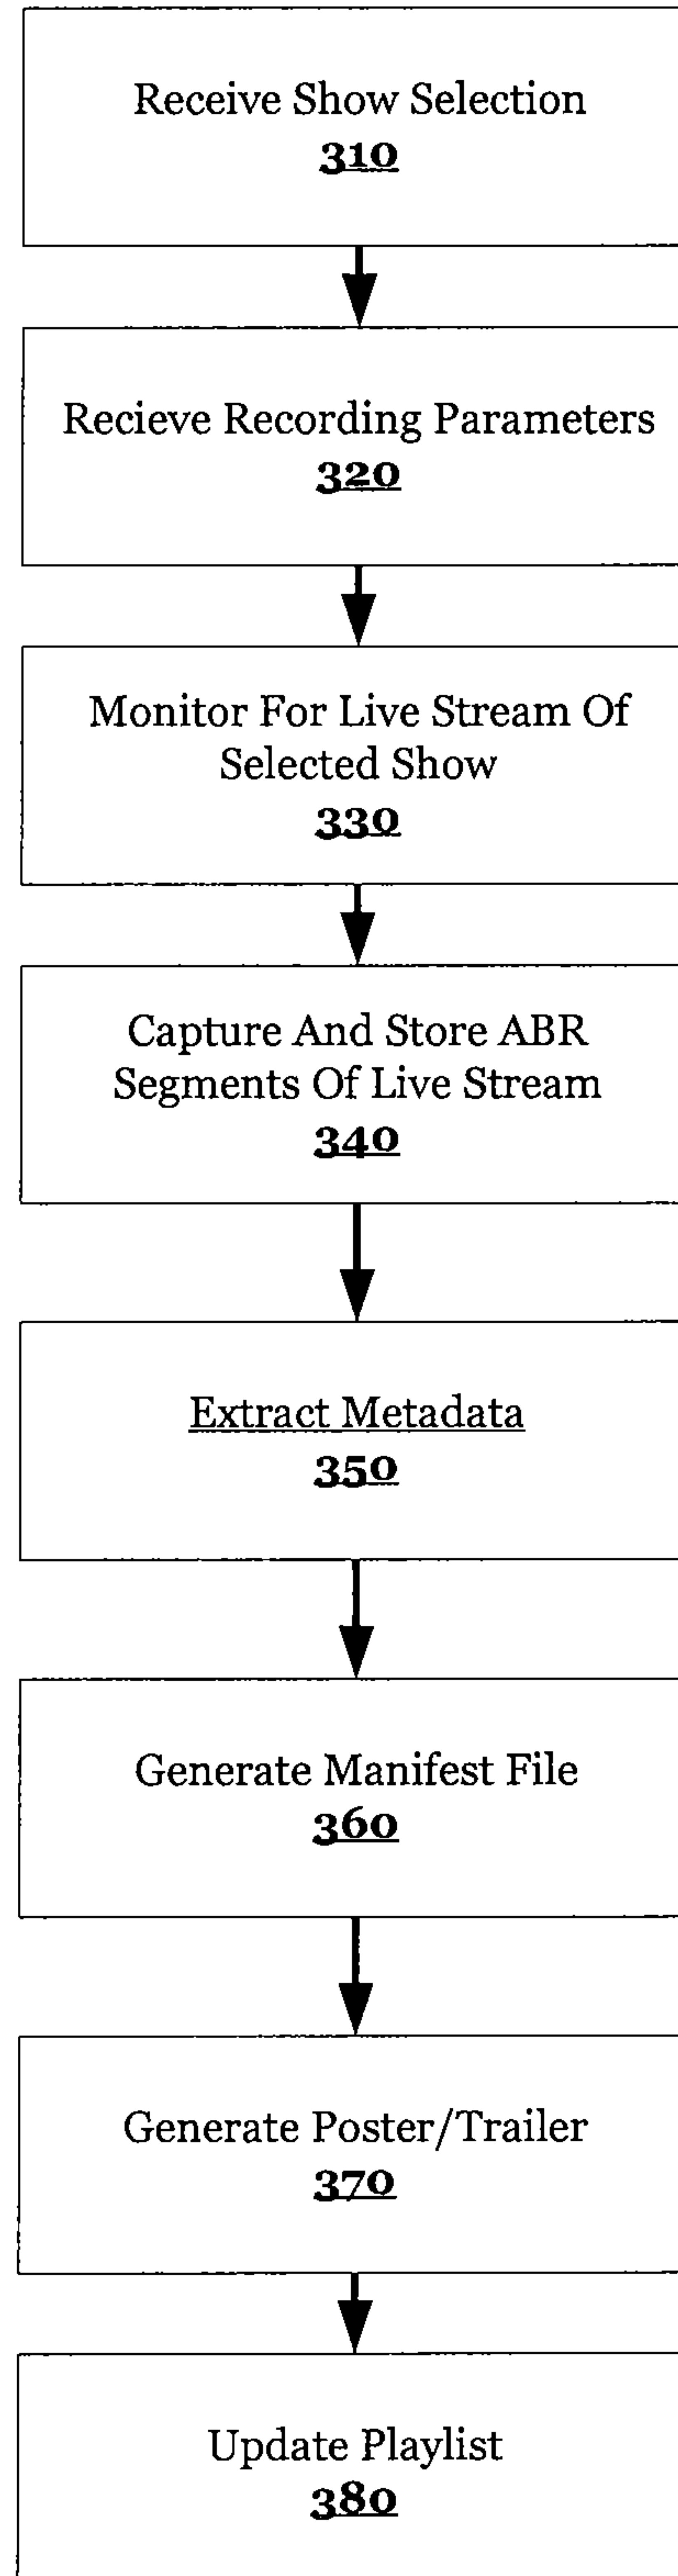 Receive Show Selection
310
Recieve Recording Parameters
320
Monitor For Live Stream Of
Selected Show
330
Capture And Store ABR
Segments Of Live Stream
340
Extract Metadata
350
Generate Manifest File
360
Generate Poster/Trailer
370
Update Playlist
380